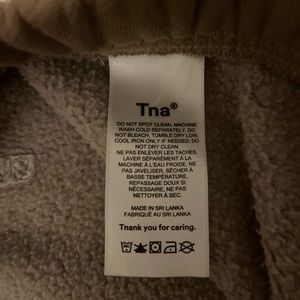 Tna®
DO NOT SPOT CLEAN. MACHINE
WASH COLD SEPARATELY. DO
NOT BLEACH. TUMBLE DRY LOW.
COOL IRON ONLY IF NEEDED. DO
NOT DRY CLEAN.
NE PAS ENLEVER LES TACHES.
LAVER SÉPARÉMENT À LA
MACHINE À L'EAU FROIDE. NE
PAS JAVELISER. SÉCHER À
BASSE TEMPÉRATURE.
REPASSAGE DOUX SI
NÉCESSAIRE. NE PAS
NETTOYER À SEC.
MADE IN SRI LANKA
FABRIQUÉ AU SRI LANKA
Tnank you for caring.